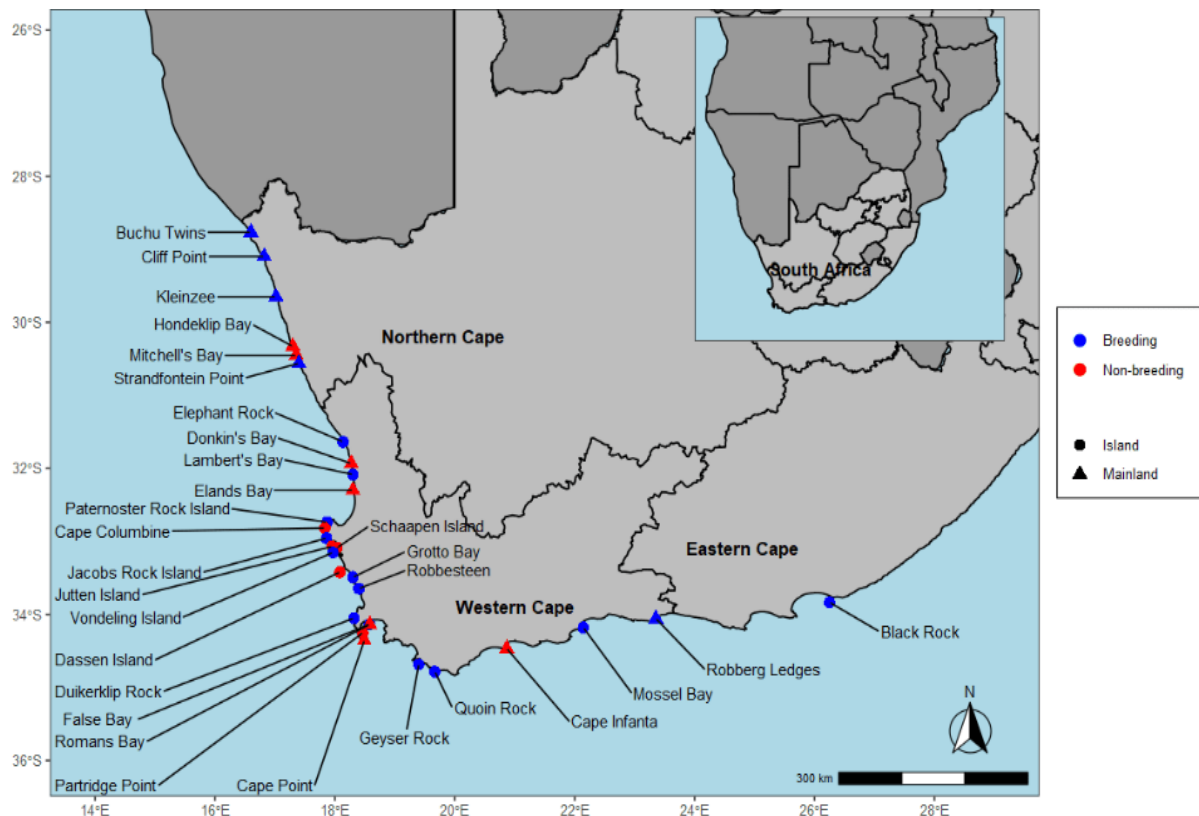 26°S
28°S
30°S
32°S
34°S
36°S
South Africa
Buchu Twins
Cliff Point
Kleinzee
Hondeklip Bay
Northern Cape
Mitchell's Bay
Strandfontein Point
Breeding
Non-breeding
Island
Mainland
Elephant Rock
Donkin's Bay
Lambert's Bay
Elands Bay
Paternoster Rock Island
Cape Columbine
Schaapen Island
Grotto Bay
Eastern Cape
Jacobs Rock Island
Robbesteen
Jutten Island
Western Cape
Vondeling Island
Black Rock
Dassen Island
Robberg Ledges
Duikerklip Rock
Mossel Bay
Quoin Rock
False Bay
Cape Infanta
Romans Bay
Geyser Rock
N
Partridge Point
Cape Point
300 km
14°E 16°E 18°E 20°E 22°E 24°E 26°E 28°E